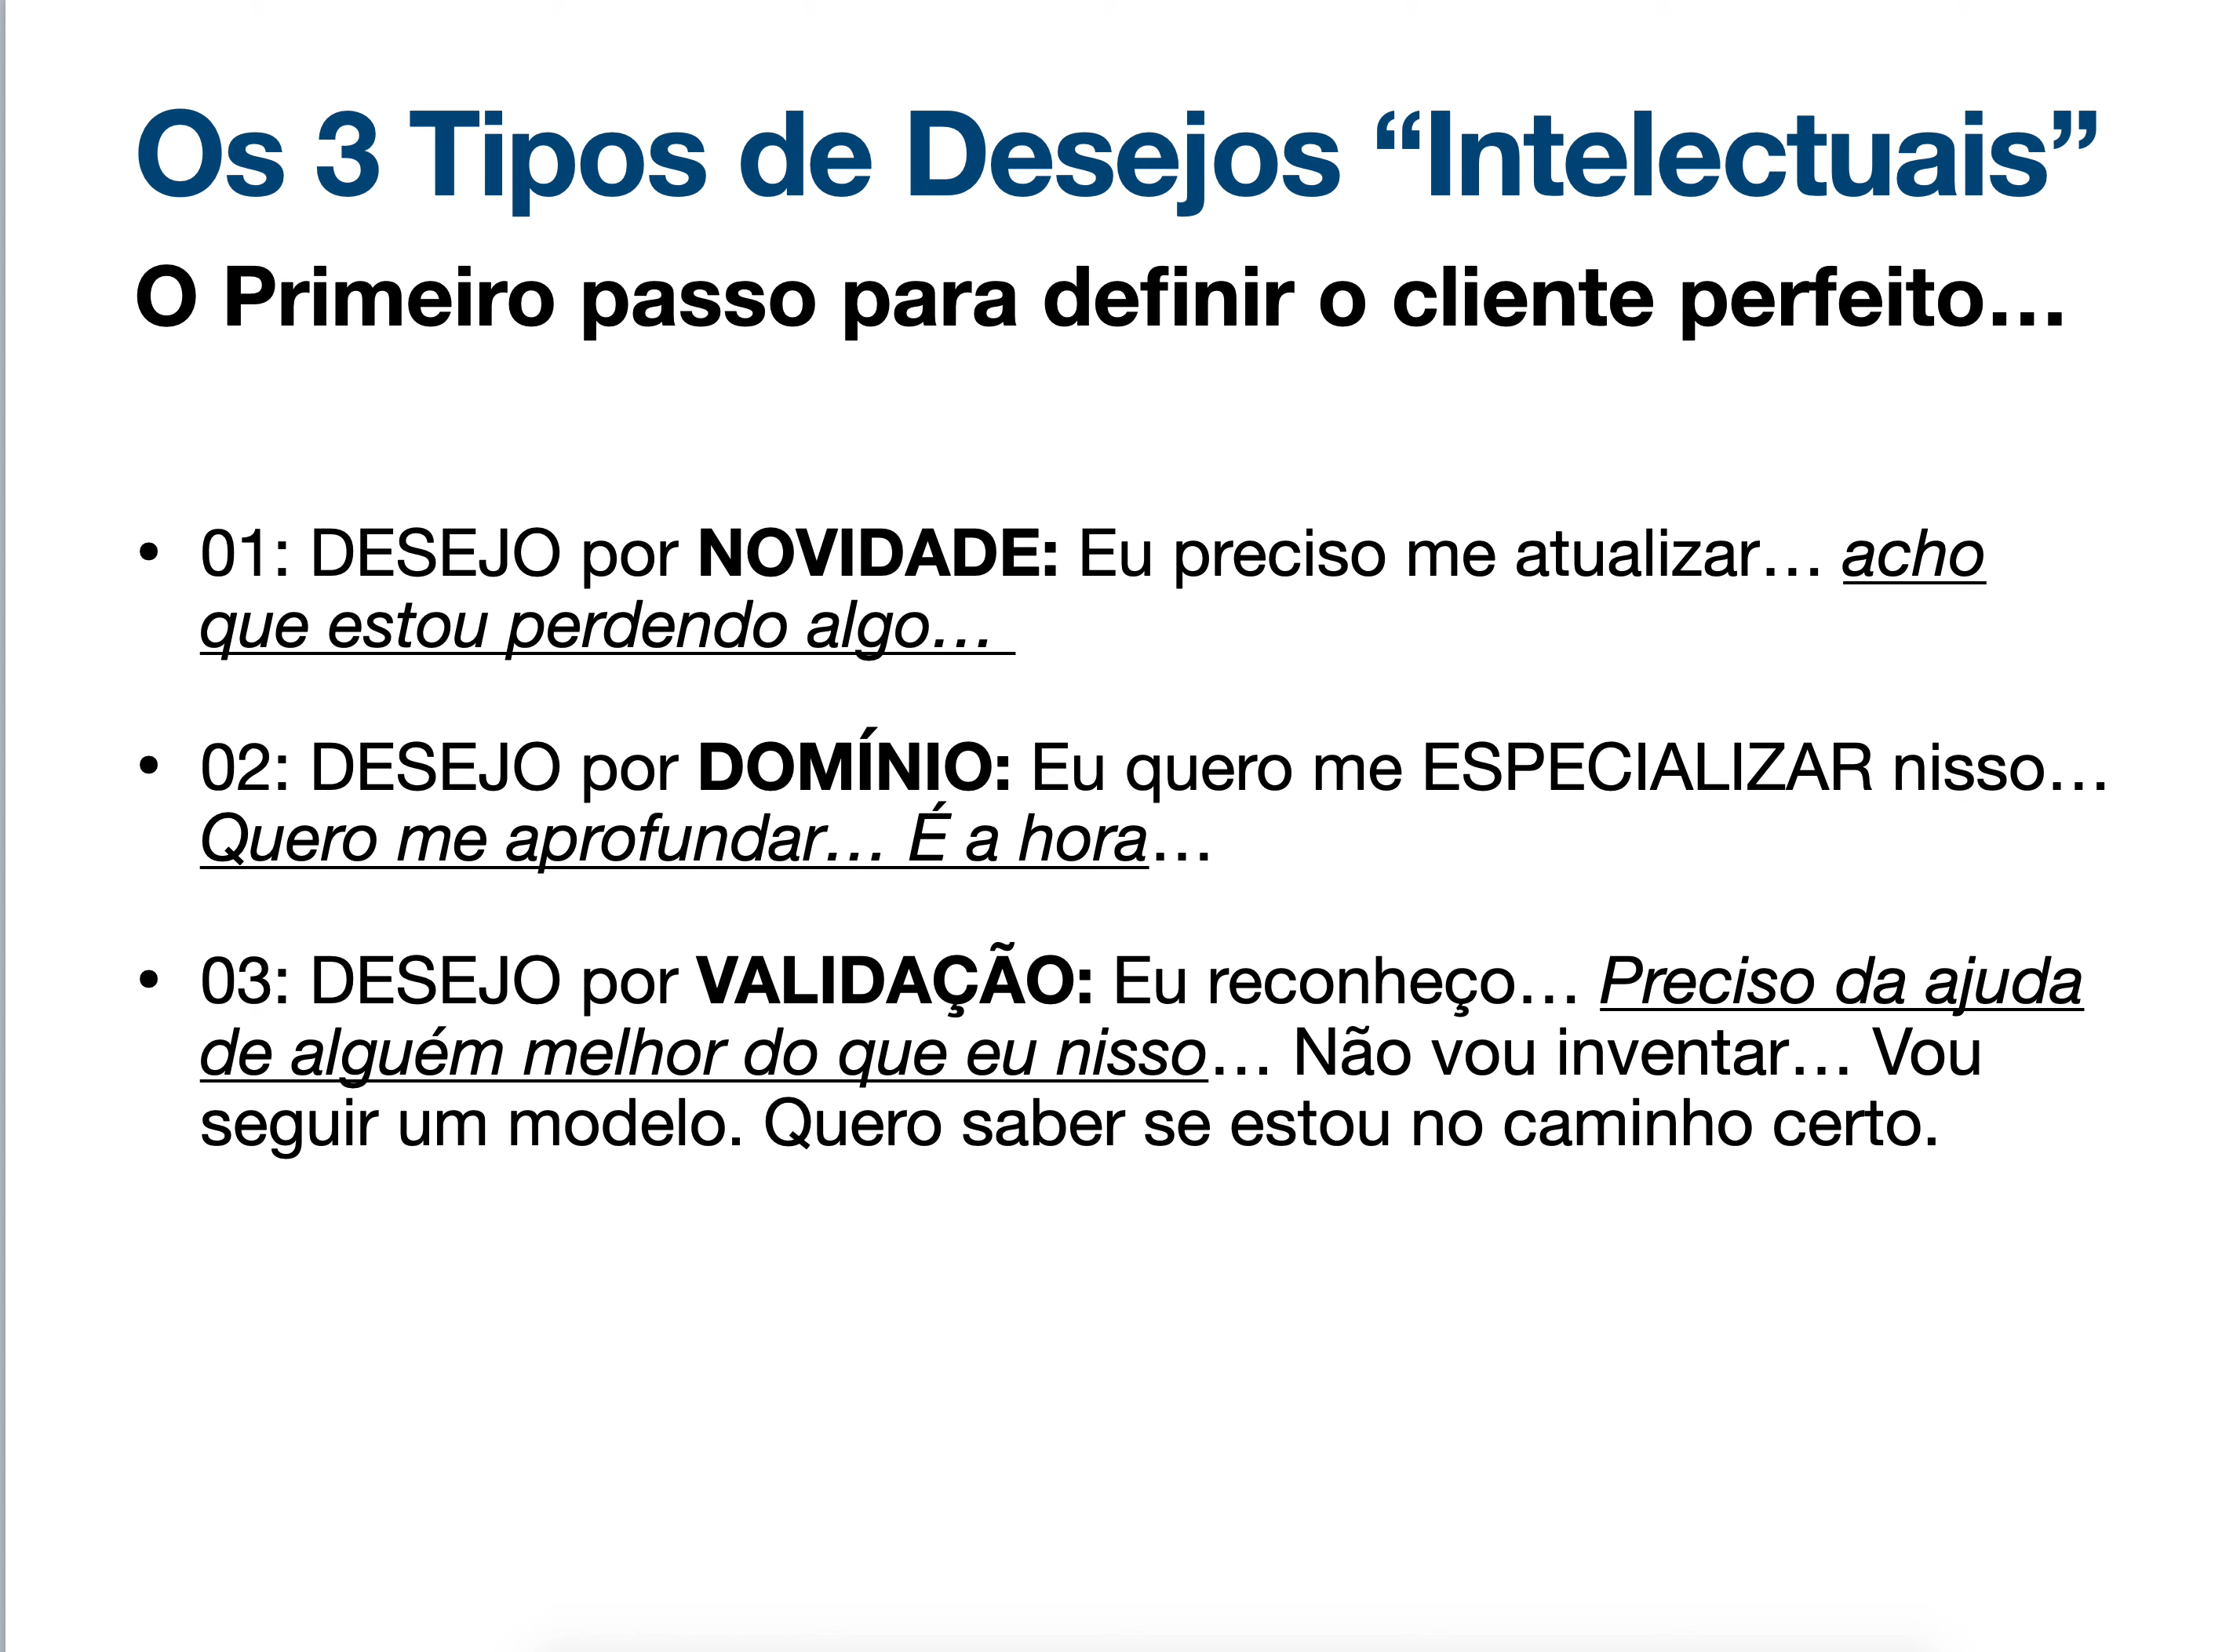 Os 3 Tipos de Desejos “Intelectuais”
O Primeiro passo para definir o cliente perfeito…
• 01: DESEJO por NOVIDADE: Eu preciso me atualizar… acho
que estou perdendo algo…
• 02: DESEJO por DOMÍNIO: Eu quero me ESPECIALIZAR nisso…
Quero me aprofundar… É a hora…
• 03: DESEJO por VALIDAÇÃO: Eu reconheço… Preciso da ajuda
de alguém melhor do que eu nisso… Não vou inventar… Vou
seguir um modelo. Quero saber se estou no caminho certo.